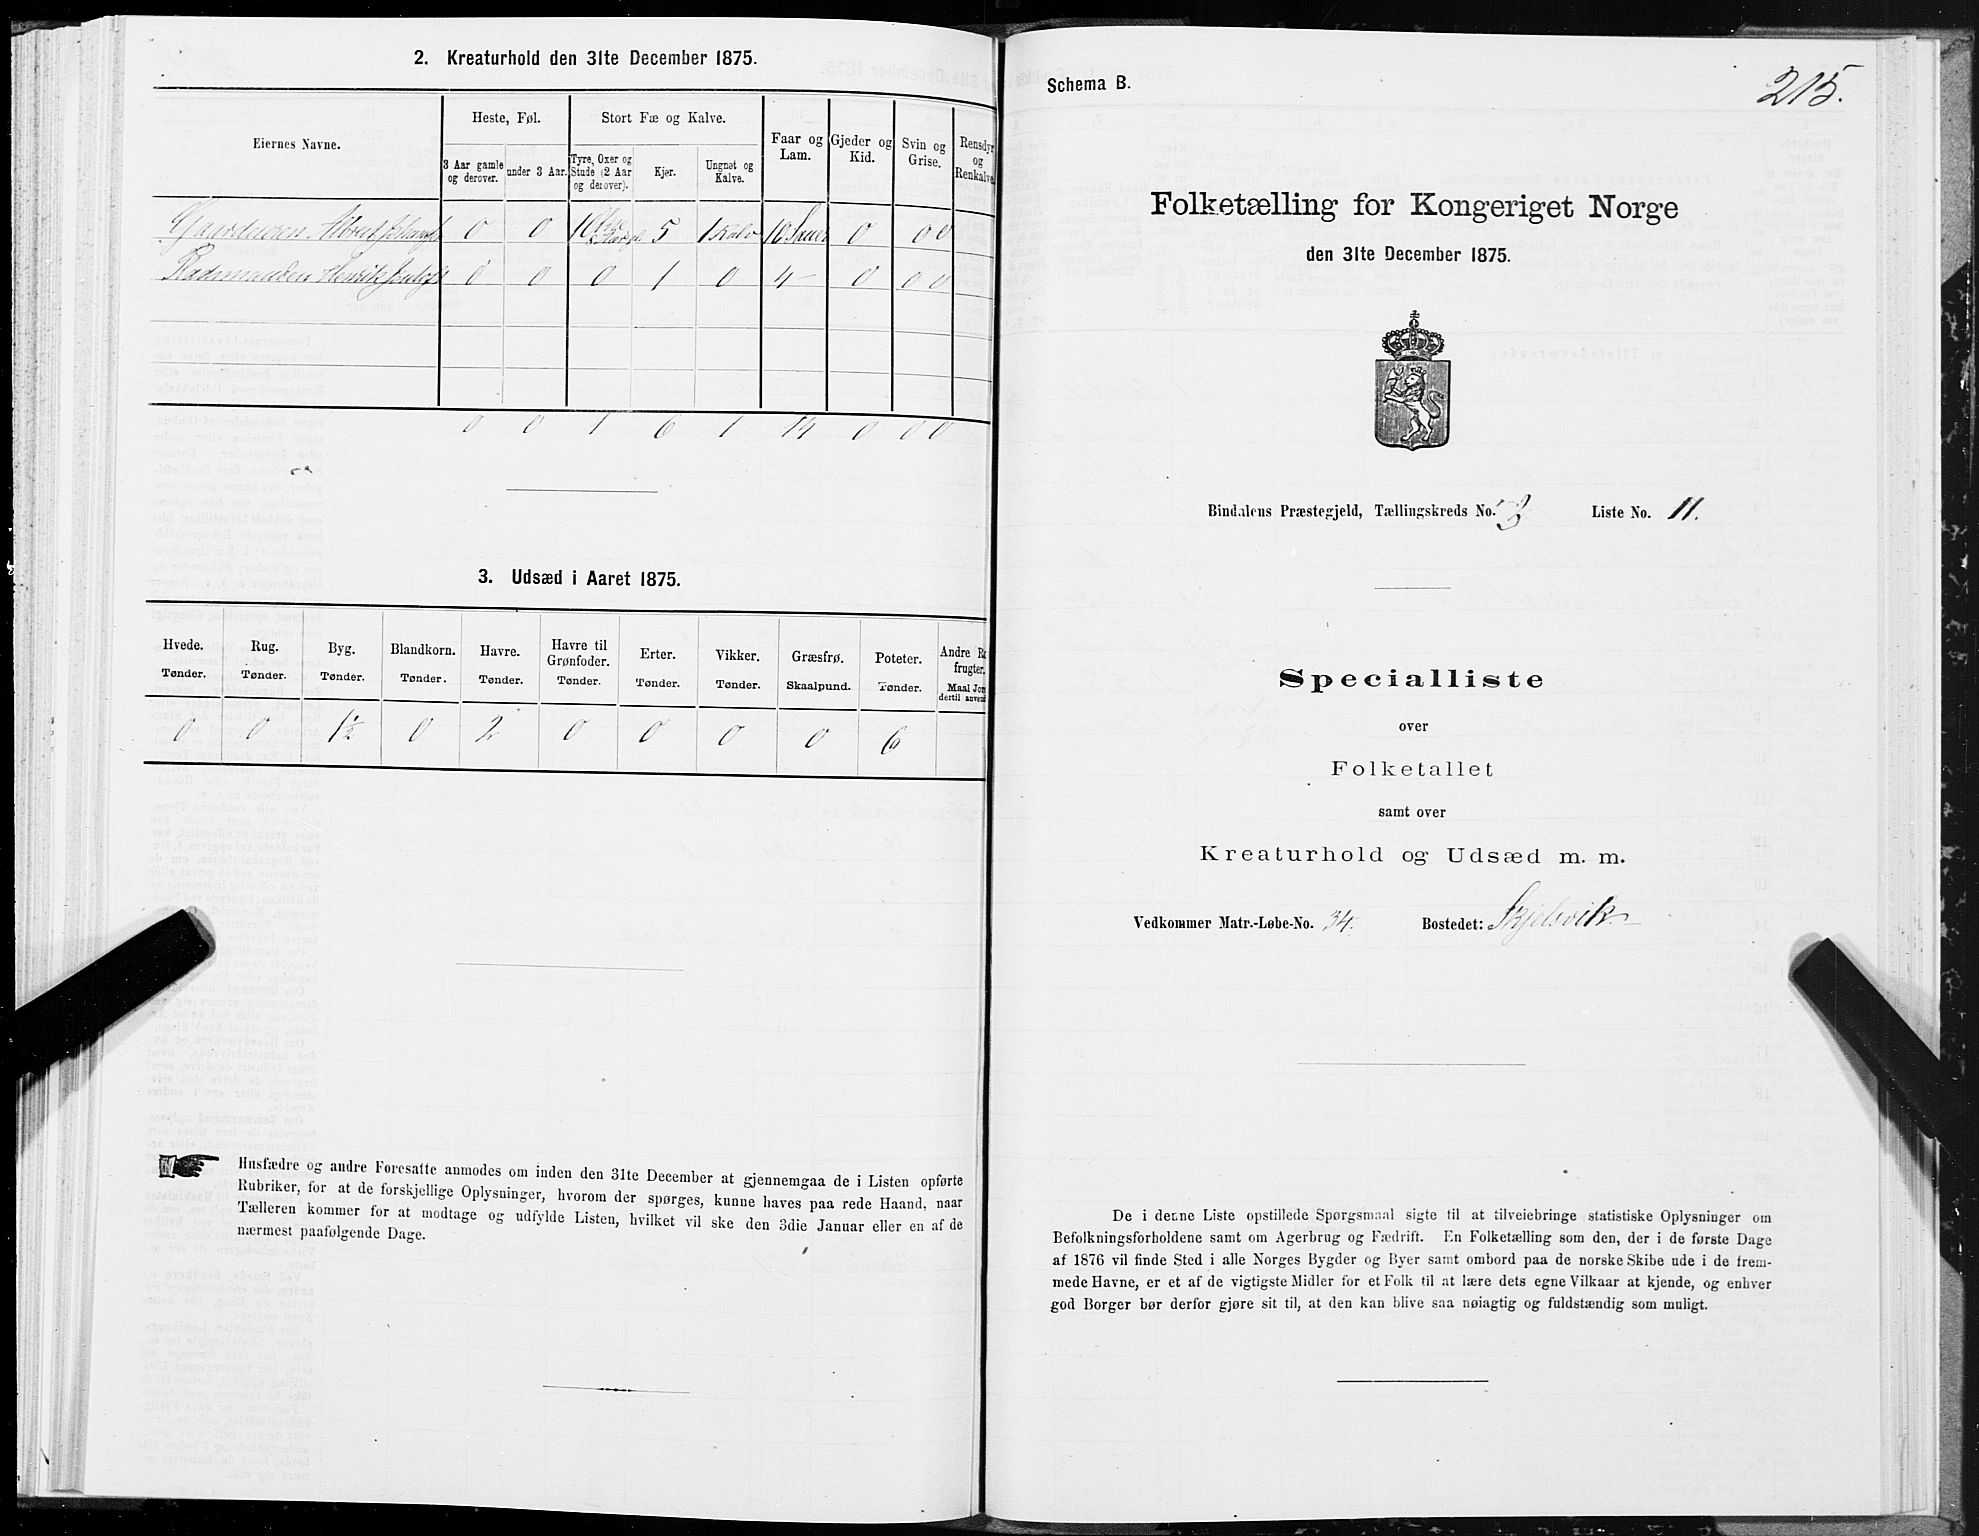 2. Kreaturhold den 31te December 1875.
Eiernes Navne.
Heste, Føl.
Stort Fæ og Kalve.
Faar og Lam.
Gjeder og Kid.
Svin og Grise.
Rensdyr og Renkalve
3 Aar gamle og derover.
under 3 Aar.
Tyre, Oxer og Stude (2 Aar og derover).
Kjør.
Ungnøt og Kalve.
0 0 1 5 1 Kalv 10 0 0 0
Henrik 0 0 0 1 0 4 0 0 0
0 0 1 6 1 14 0 0 0
3. Udsæd i Aaret 1875.
Hvede. Rug. Byg. Blandkorn. Havre. Havre til Grønfoder. Erter. Vikker. Græsfrø. Poteter. Andre
frugter.
Tønder. Tønder. Tønder. Tønder. Tønder. Tønder. Tønder. Tønder. Skaalpund. Tønder. Maal
dertil
0 0 1½ 0 2 0 0 0 0 6
Husfædre og andre Foresatte anmodes om inden den 31te December at gjennemgaa de i Listen opførte
Rubriker, for at de forskjellige Oplysninger, hvorom der spørges, kunne haves paa rede Haand, naar
Tælleren kommer for at modtage og udfylde Listen, hvilket vil ske den 3die Januar eller en af de
nærmest paafølgende Dage.
Schema B.
215.
Folketælling for Kongeriget Norge
den 31te December 1875.
Bindalens Præstegjeld, Tællingskreds No. 3 Liste No. 11.
Specialliste
over
Folketallet
samt over
Kreaturhold og Udsæd m. m.
Vedkommer Matr.-Løbe-No. 34. Bostedet: Skjelsvik
De i denne Liste opstillede Spørgsmaal sigte til at tilveiebringe statistiske Oplysninger om
Befolkningsforholdene samt om Agerbrug og Fædrift. En Folketælling som den, der i de første Dage
af 1876 vil finde Sted i alle Norges Bygder og Byer samt ombord paa de norske Skibe ude i de frem-
mede Havne, er et af de vigtigste Midler for et Folk til at lære dets egne Vilkaar at kjende, og enhver
god Borger bør derfor gjøre sit til, at den kan blive saa nøiagtig og fuldstændig som muligt.